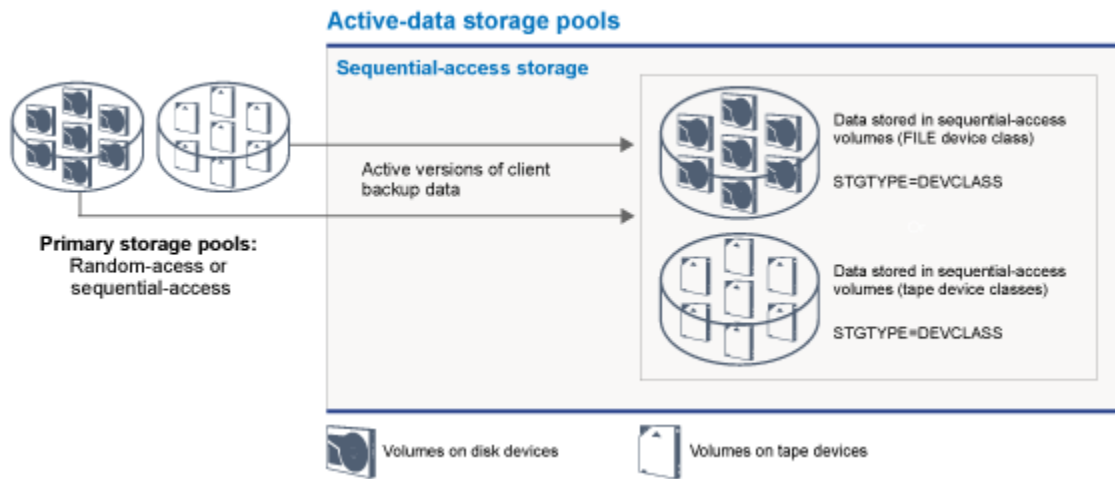 Active-data storage pools
Sequential-access storage
Data stored in sequential-access
volumes (FILE device class)
STGTYPE=DEVCLASS
Active versions of client
backup data
Primary storage pools:
Random-acess or
sequential-access
Data stored in sequential-access
volumes (tape device classes)
STGTYPE=DEVCLASS
Volumes on disk devices
Volumes on tape devices